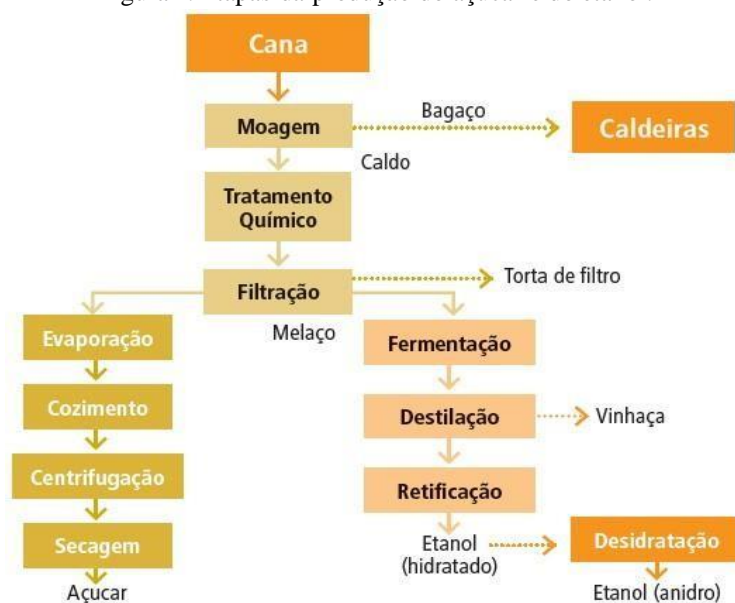 Cana
Moagem
Bagaço
Caldeiras
Caldo
Tratamento
Químico
Filtração
Torta de filtro
Melaço
Evaporação
Cozimento
Centrifugação
Secagem
Açucar
Fermentação
Destilação
Vinhaça
Retificação
Etanol
(hidratado)
Desidratação
Etanol (anidro)